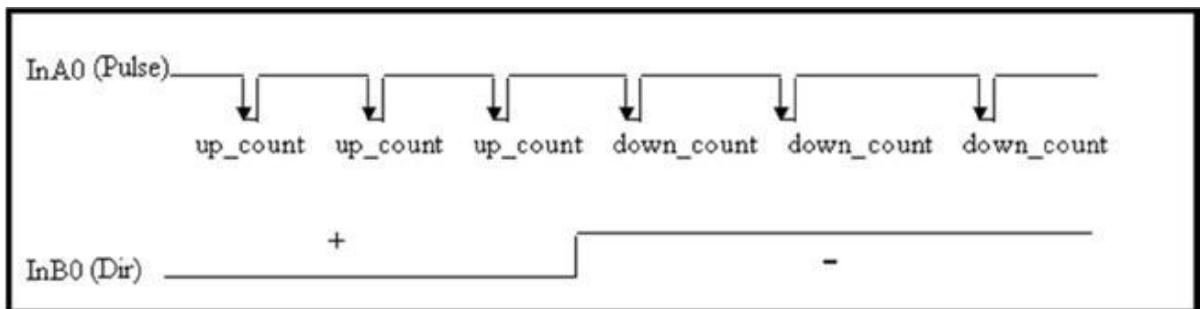 InA0 (Pulse)
up_count up_count up_count down_count down_count down_count
+
InB0 (Dir)
-